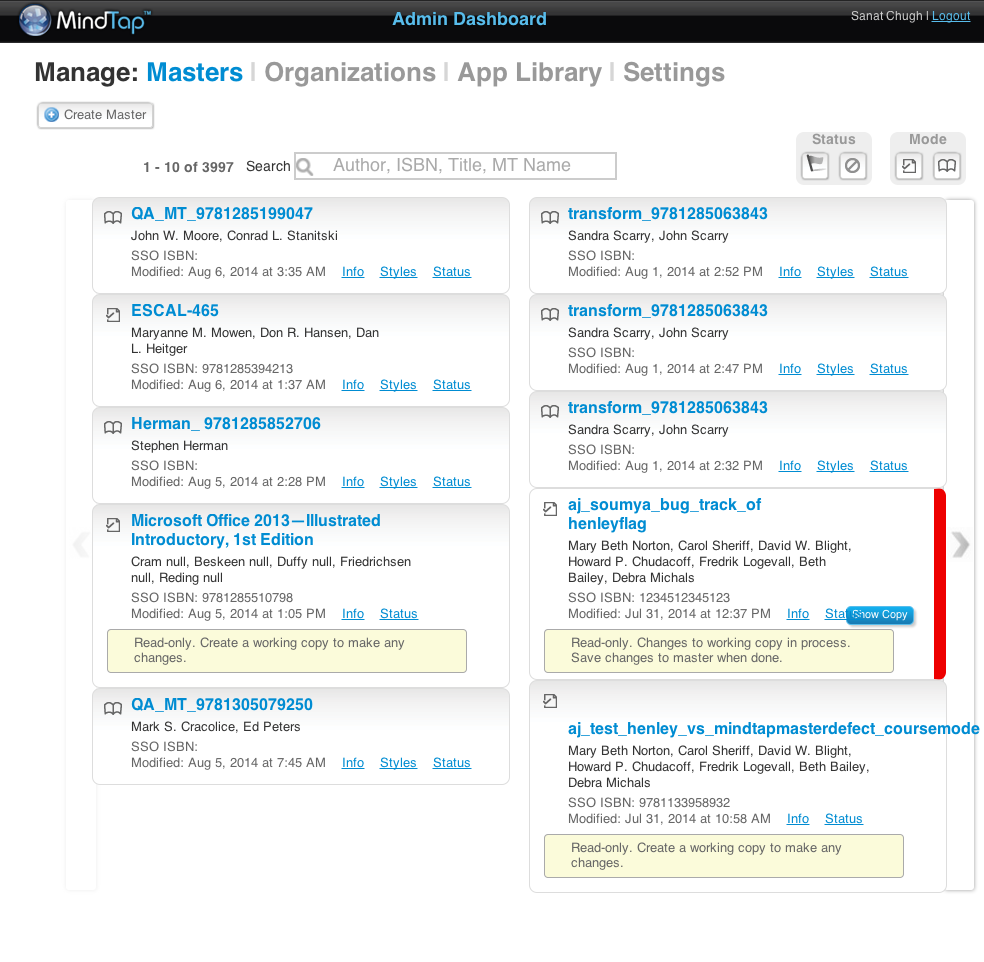 MindTap™
Admin Dashboard
Sanat Chugh | Logout
Manage: Masters | Organizations | App Library | Settings
Create Master
Status
Mode
1 - 10 of 3997 Search Author, ISBN, Title, MT Name
QA_MT_9781285199047
John W. Moore, Conrad L. Stanitski
SSO ISBN:
Modified: Aug 6, 2014 at 3:35 AM Info Styles Status
ESCAL-465
Maryanne M. Mowen, Don R. Hansen, Dan
L. Heitger
SSO ISBN: 9781285394213
Modified: Aug 6, 2014 at 1:37 AM Info Styles Status
Herman_ 9781285852706
Stephen Herman
SSO ISBN:
Modified: Aug 5, 2014 at 2:28 PM Info Styles Status
Microsoft Office 2013—Illustrated
Introductory, 1st Edition
Cram null, Beskeen null, Duffy null, Friedrichsen
null, Reding null
SSO ISBN: 9781285510798
Modified: Aug 5, 2014 at 1:05 PM Info Status
Read-only. Create a working copy to make any
changes.
QA_MT_9781305079250
Mark S. Cracolice, Ed Peters
SSO ISBN:
Modified: Aug 5, 2014 at 7:45 AM Info Styles Status
transform_9781285063843
Sandra Scarry, John Scarry
SSO ISBN:
Modified: Aug 1, 2014 at 2:52 PM Info Styles Status
transform_9781285063843
Sandra Scarry, John Scarry
SSO ISBN:
Modified: Aug 1, 2014 at 2:47 PM Info Styles Status
transform_9781285063843
Sandra Scarry, John Scarry
SSO ISBN:
Modified: Aug 1, 2014 at 2:32 PM Info Styles Status
aj_soumya_bug_track_of
henleyflag
Mary Beth Norton, Carol Sheriff, David W. Blight,
Howard P. Chudacoff, Fredrik Logevall, Beth
Bailey, Debra Michals
SSO ISBN: 1234512345123
Modified: Jul 31, 2014 at 12:37 PM Info Show Copy
Read-only. Changes to working copy in process.
Save changes to master when done.
aj_test_henley_vs_mindtapmasterdefect_coursemode
Mary Beth Norton, Carol Sheriff, David W. Blight,
Howard P. Chudacoff, Fredrik Logevall, Beth Bailey,
Debra Michals
SSO ISBN: 9781133958932
Modified: Jul 31, 2014 at 10:58 AM Info Status
Read-only. Create a working copy to make any
changes.